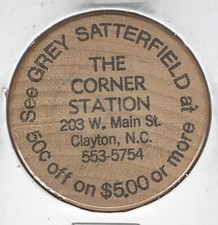 See GREY SATTERFIELD at
THE
CORNER
STATION
203 W. Main St.
Clayton, N.C.
553-5754
50¢ off on $5.00 or more